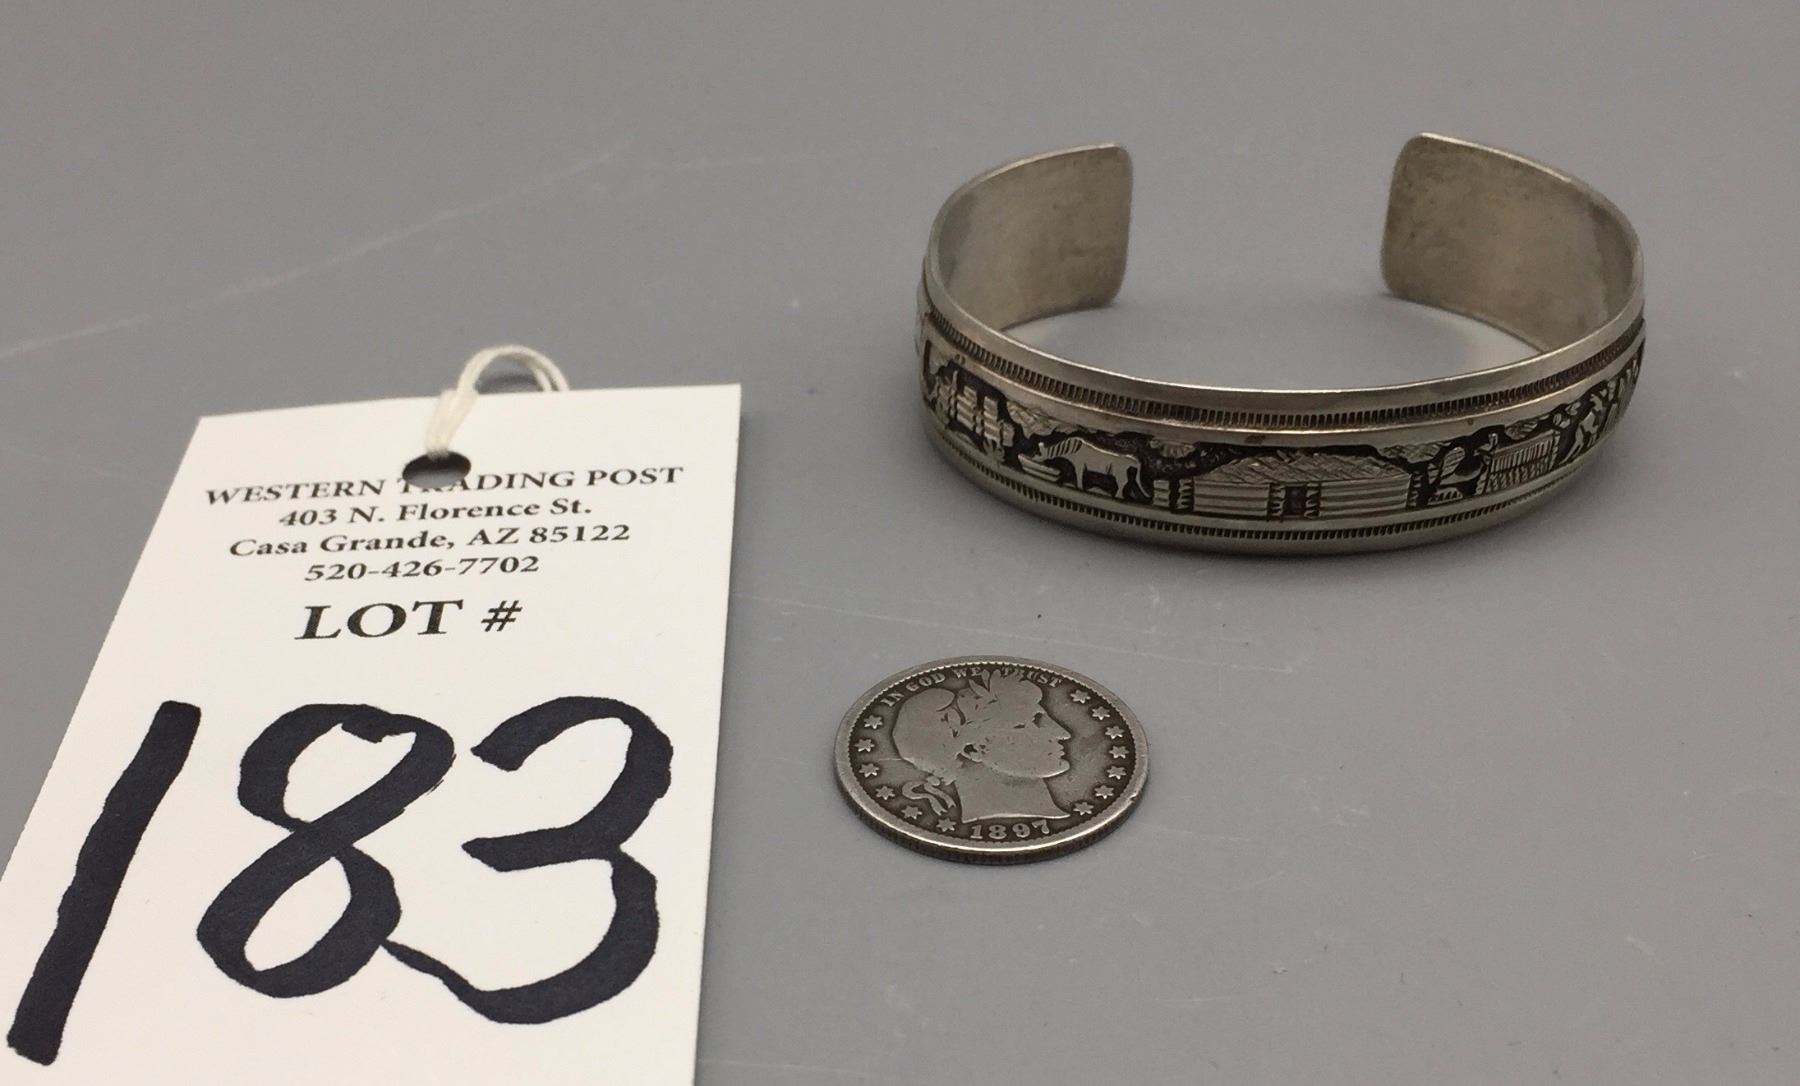 WESTERN TRADING POST
403 N. Florence St.
Casa Grande, AZ 85122
520-426-7702
LOT #
183
IN GOD WE TRUST
1897